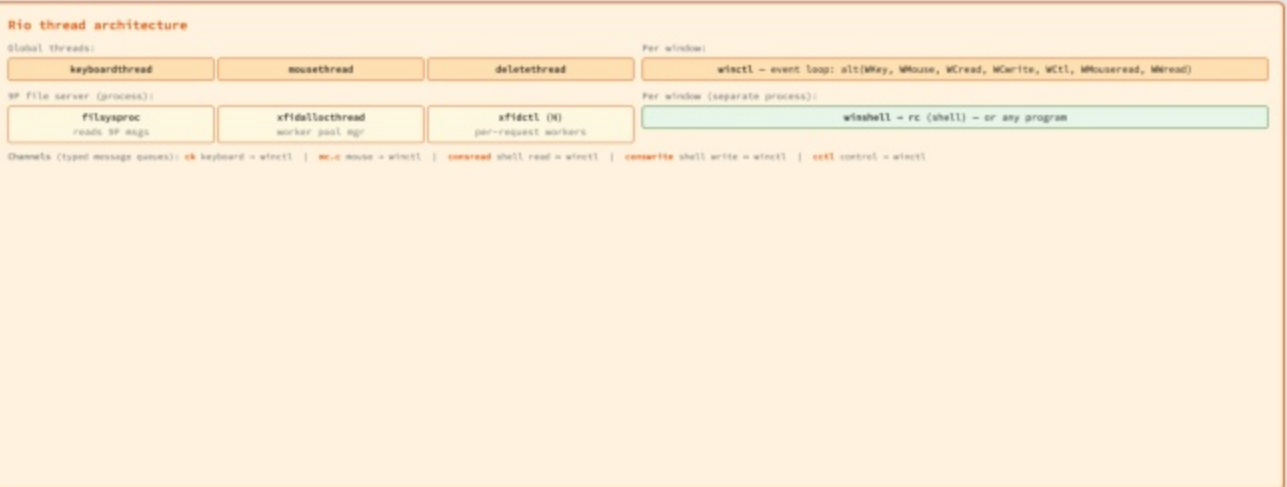 Rio thread architecture
Global threads:
keyboardthread
mousethread
deletethread
Per window:
winctl — event loop: alt(WKey, WMouse, WCread, WCwrite, WCtl, WMouseread, WWread)
9P file server (process):
filsysproc
reads 9P msgs
xfidallocthread
worker pool mgr
xfidctl (N)
per-request workers
Per window (separate process):
winshell → rc (shell) — or any program
Channels (typed message queues): ck keyboard → winctl | mc.c mouse → winctl | consread shell read ↔ winctl | conswrite shell write ↔ winctl | cctl control → winctl